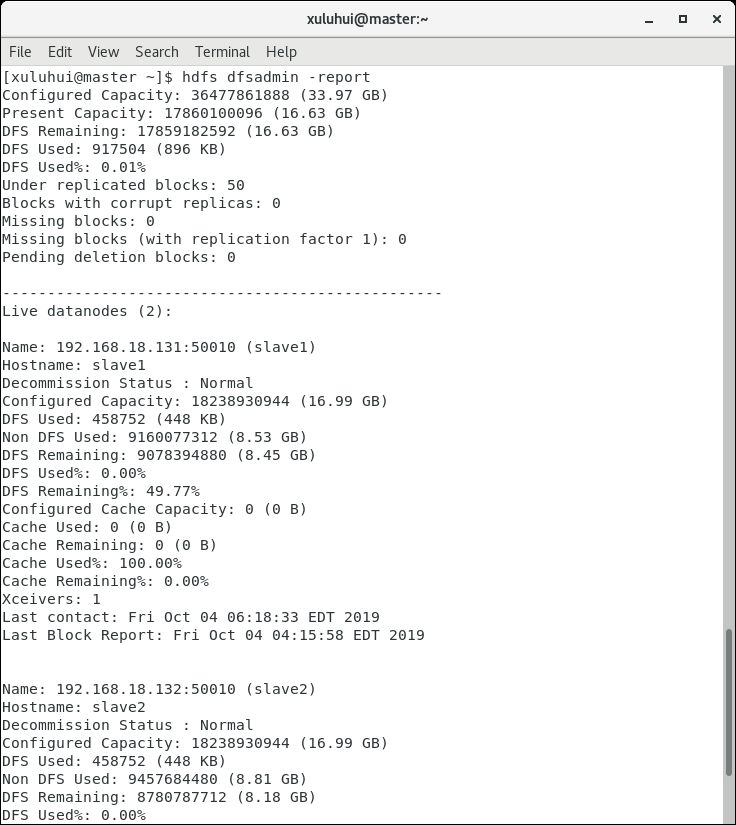 xuluhui@master:~
File Edit View Search Terminal Help
[xuluhui@master ~]$ hdfs dfsadmin -report
Configured Capacity: 36477861888 (33.97 GB)
Present Capacity: 17860100096 (16.63 GB)
DFS Remaining: 17859182592 (16.63 GB)
DFS Used: 917504 (896 KB)
DFS Used%: 0.01%
Under replicated blocks: 50
Blocks with corrupt replicas: 0
Missing blocks: 0
Missing blocks (with replication factor 1): 0
Pending deletion blocks: 0
-------------------------------------------------
Live datanodes (2):
Name: 192.168.18.131:50010 (slave1)
Hostname: slave1
Decommission Status : Normal
Configured Capacity: 18238930944 (16.99 GB)
DFS Used: 458752 (448 KB)
Non DFS Used: 9160077312 (8.53 GB)
DFS Remaining: 9078394880 (8.45 GB)
DFS Used%: 0.00%
DFS Remaining%: 49.77%
Configured Cache Capacity: 0 (0 B)
Cache Used: 0 (0 B)
Cache Remaining: 0 (0 B)
Cache Used%: 100.00%
Cache Remaining%: 0.00%
Xceivers: 1
Last contact: Fri Oct 04 06:18:33 EDT 2019
Last Block Report: Fri Oct 04 04:15:58 EDT 2019
Name: 192.168.18.132:50010 (slave2)
Hostname: slave2
Decommission Status : Normal
Configured Capacity: 18238930944 (16.99 GB)
DFS Used: 458752 (448 KB)
Non DFS Used: 9457684480 (8.81 GB)
DFS Remaining: 8780787712 (8.18 GB)
DFS Used%: 0.00%